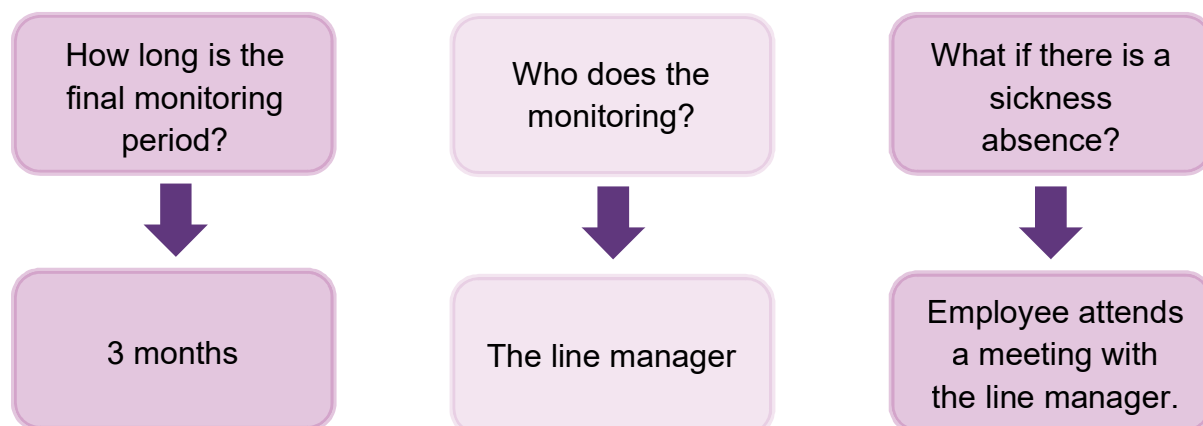 How long is the
final monitoring
period?
Who does the
monitoring?
What if there is a
sickness
absence?
3 months
The line manager
Employee attends
a meeting with
the line manager.